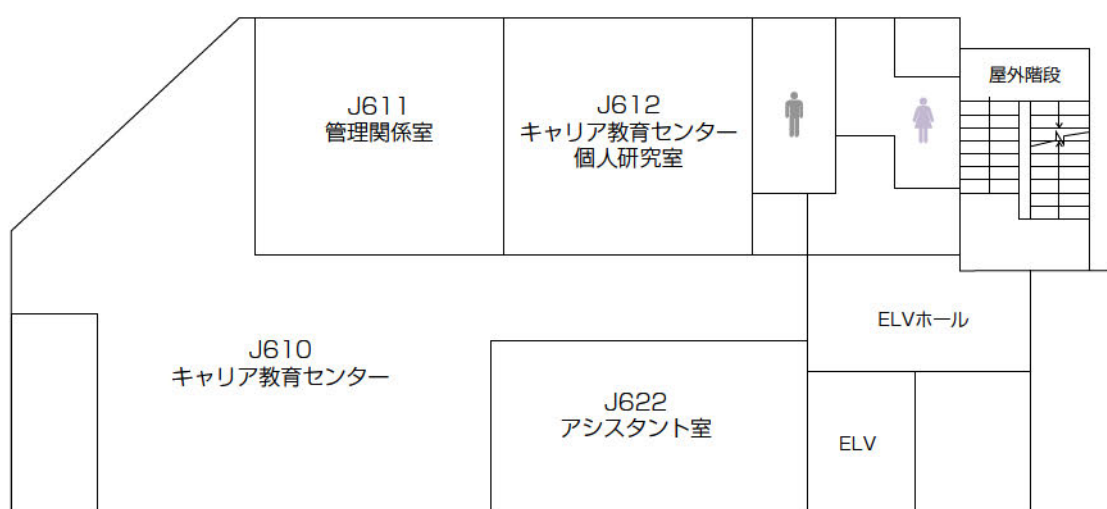 J611
管理関係室
J612
キャリア教育センター
個人研究室
屋外階段
J610
キャリア教育センター
ELVホール
J622
アシスタント室
ELV